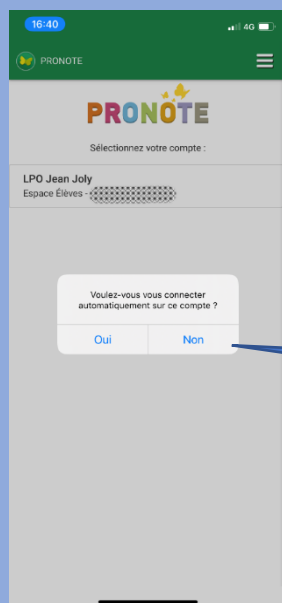 16:40
4G
PRONOTE
PRONOTE
Sélectionnez votre compte :
LPO Jean Joly
Espace Élèves -
Voulez-vous vous connecter
automatiquement sur ce compte ?
Oui Non